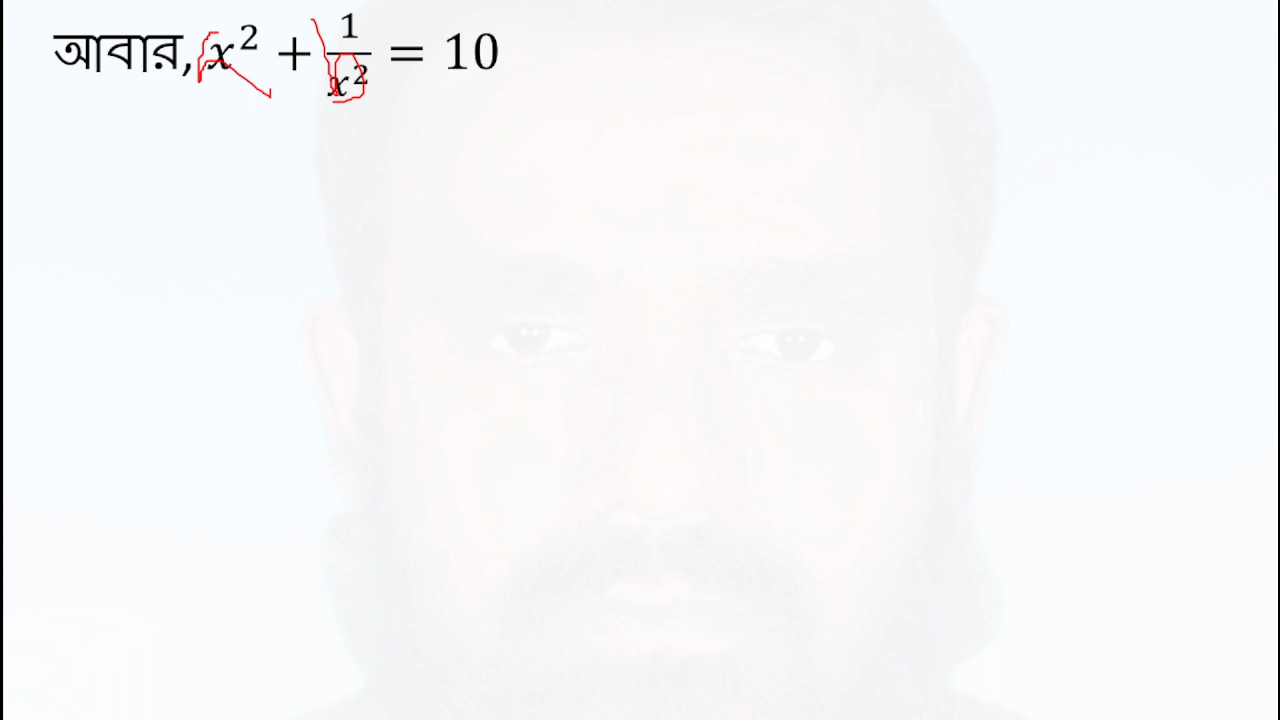 আবার, x² + 1/x² = 10